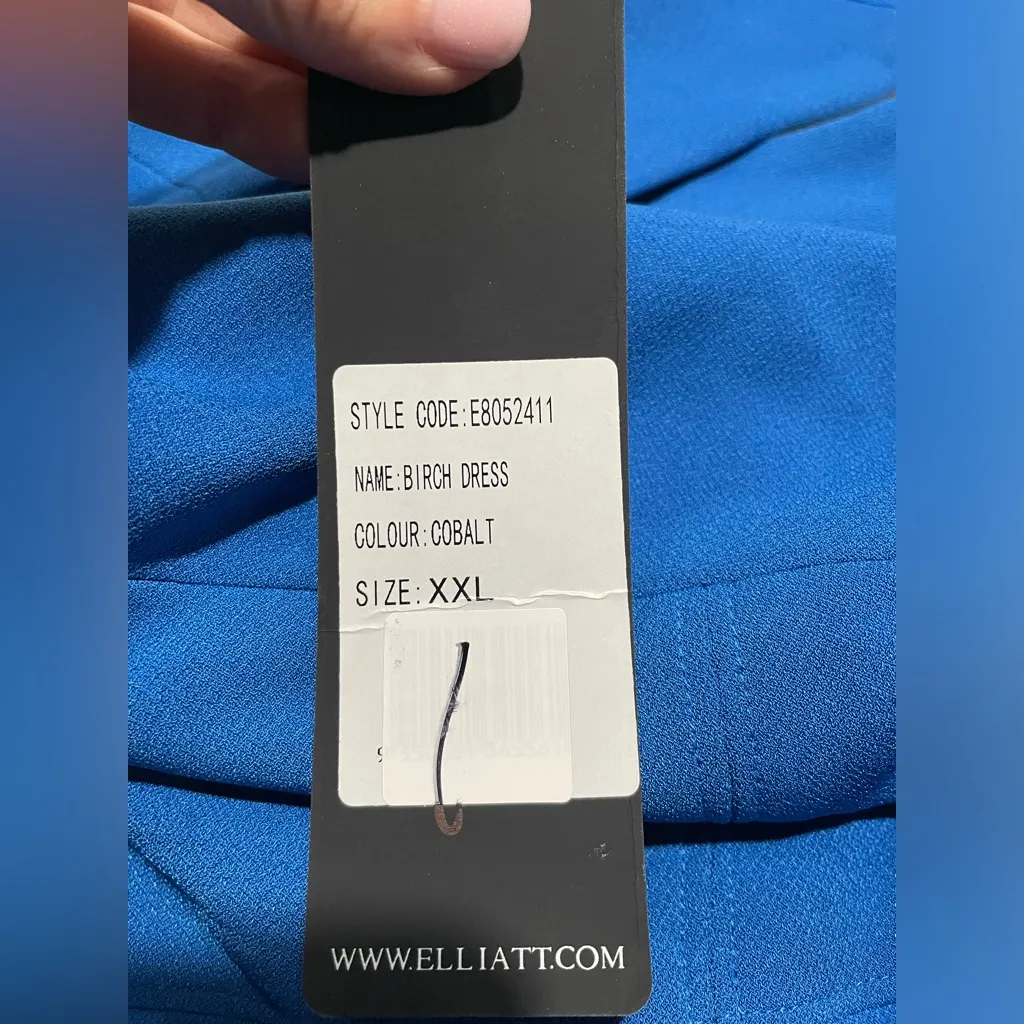 STYLE CODE:E8052411
NAME:BIRCH DRESS
COLOUR:COBALT
SIZE:XXL
WWW.ELLIATT.COM